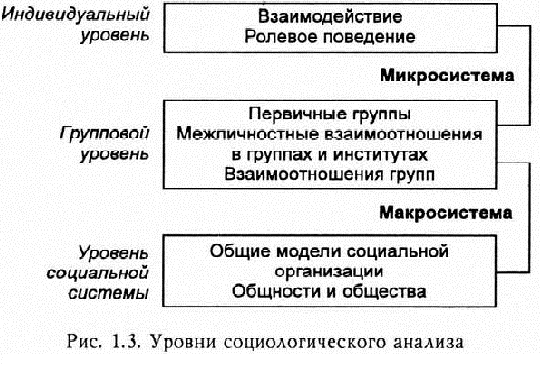 Индивидуальный
уровень
Взаимодействие
Ролевое поведение
Микросистема
Групповой
уровень
Первичные группы
Межличностные взаимоотношения
в группах и институтах
Взаимоотношения групп
Макросистема
Уровень
социальной
системы
Общие модели социальной
организации
Общности и общества
Рис. 1.3. Уровни социологического анализа